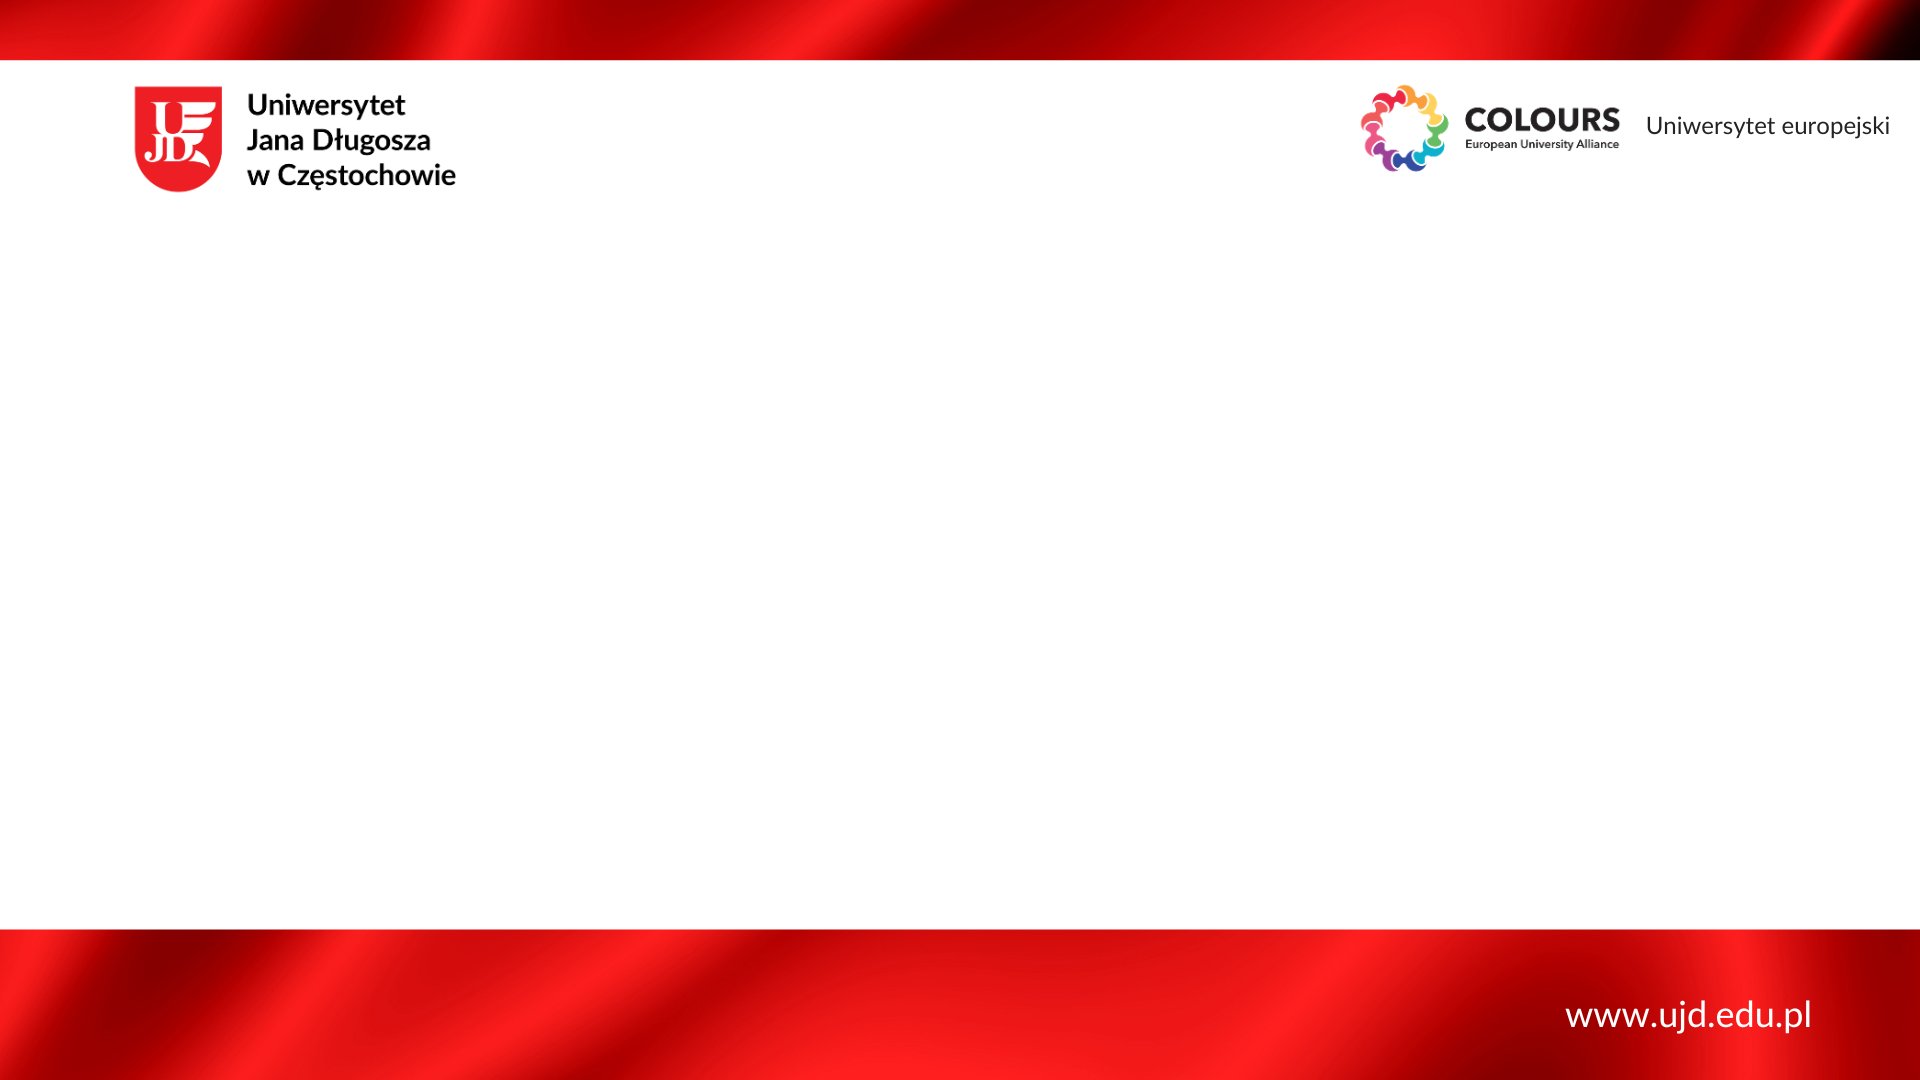 UJD
Uniwersytet
Jana Długosza
w Częstochowie
COLOURS
European University Alliance
Uniwersytet europejski
www.ujd.edu.pl